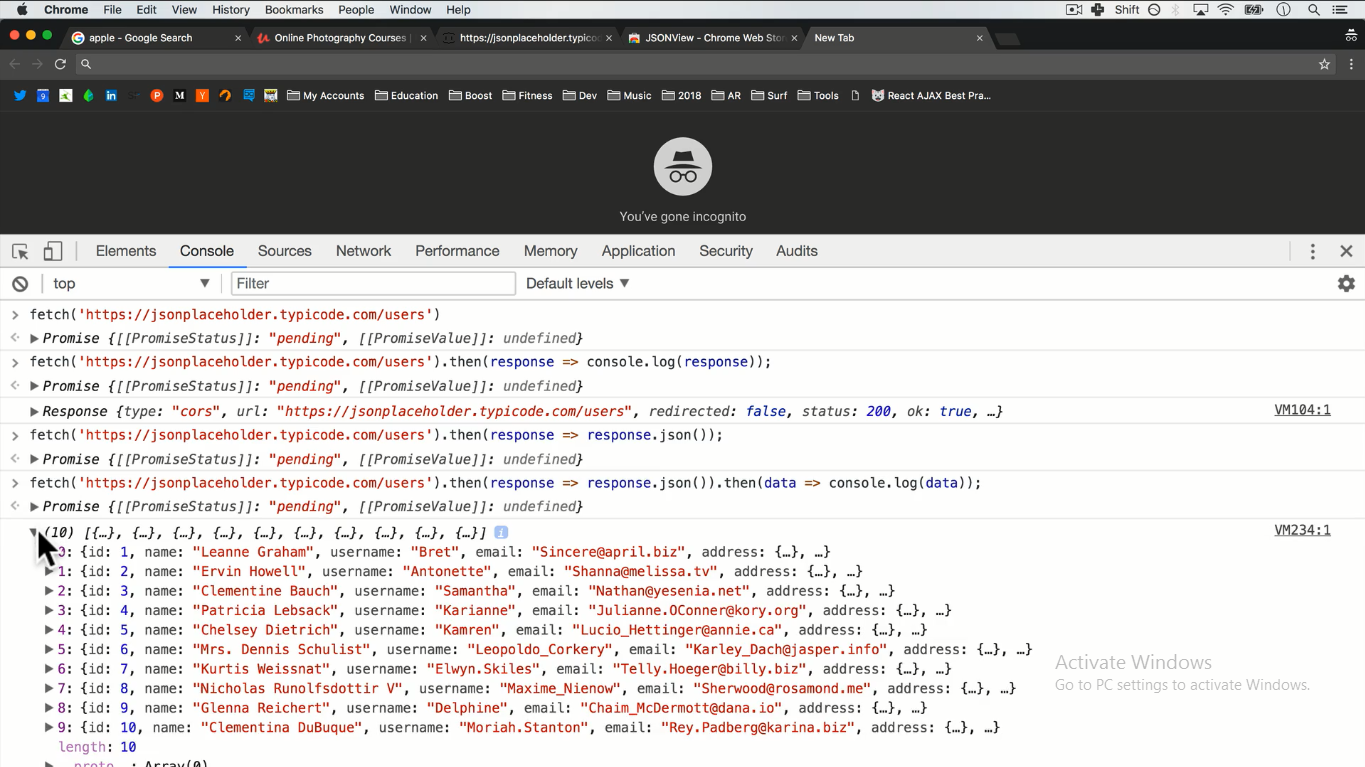 Chrome File Edit View History Bookmarks People Window Help Shift
apple - Google Search Online Photography Courses https://jsonplaceholder.typico JSONView - Chrome Web Stor New Tab
My Accounts Education Boost Fitness Dev Music 2018 AR Surf Tools React AJAX Best Pra...
You've gone incognito
Elements Console Sources Network Performance Memory Application Security Audits
top ▼ Filter Default levels ▼
> fetch('https://jsonplaceholder.typicode.com/users')
<· ▶Promise {[[PromiseStatus]]: "pending", [[PromiseValue]]: undefined}
> fetch('https://jsonplaceholder.typicode.com/users').then(response => console.log(response));
<· ▶Promise {[[PromiseStatus]]: "pending", [[PromiseValue]]: undefined}
▶Response {type: "cors", url: "https://jsonplaceholder.typicode.com/users", redirected: false, status: 200, ok: true, …} VM104:1
> fetch('https://jsonplaceholder.typicode.com/users').then(response => response.json());
<· ▶Promise {[[PromiseStatus]]: "pending", [[PromiseValue]]: undefined}
> fetch('https://jsonplaceholder.typicode.com/users').then(response => response.json()).then(data => console.log(data));
<· ▶Promise {[[PromiseStatus]]: "pending", [[PromiseValue]]: undefined}
▼(10) [{…}, {…}, {…}, {…}, {…}, {…}, {…}, {…}, {…}, {…}] i VM234:1
0: {id: 1, name: "Leanne Graham", username: "Bret", email: "Sincere@april.biz", address: {…}, …}
▶1: {id: 2, name: "Ervin Howell", username: "Antonette", email: "Shanna@melissa.tv", address: {…}, …}
▶2: {id: 3, name: "Clementine Bauch", username: "Samantha", email: "Nathan@yesenia.net", address: {…}, …}
▶3: {id: 4, name: "Patricia Lebsack", username: "Karianne", email: "Julianne.OConner@kory.org", address: {…}, …}
▶4: {id: 5, name: "Chelsey Dietrich", username: "Kamren", email: "Lucio_Hettinger@annie.ca", address: {…}, …}
▶5: {id: 6, name: "Mrs. Dennis Schulist", username: "Leopoldo_Corkery", email: "Karley_Dach@jasper.info", address: {…}, …}
▶6: {id: 7, name: "Kurtis Weissnat", username: "Elwyn.Skiles", email: "Telly.Hoeger@billy.biz", address: {…}, …}
▶7: {id: 8, name: "Nicholas Runolfsdottir V", username: "Maxime_Nienow", email: "Sherwood@rosamond.me", address: {…}, …}
▶8: {id: 9, name: "Glenna Reichert", username: "Delphine", email: "Chaim_McDermott@dana.io", address: {…}, …}
▶9: {id: 10, name: "Clementina DuBuque", username: "Moriah.Stanton", email: "Rey.Padberg@karina.biz", address: {…}, …}
length: 10
Activate Windows
Go to PC settings to activate Windows.